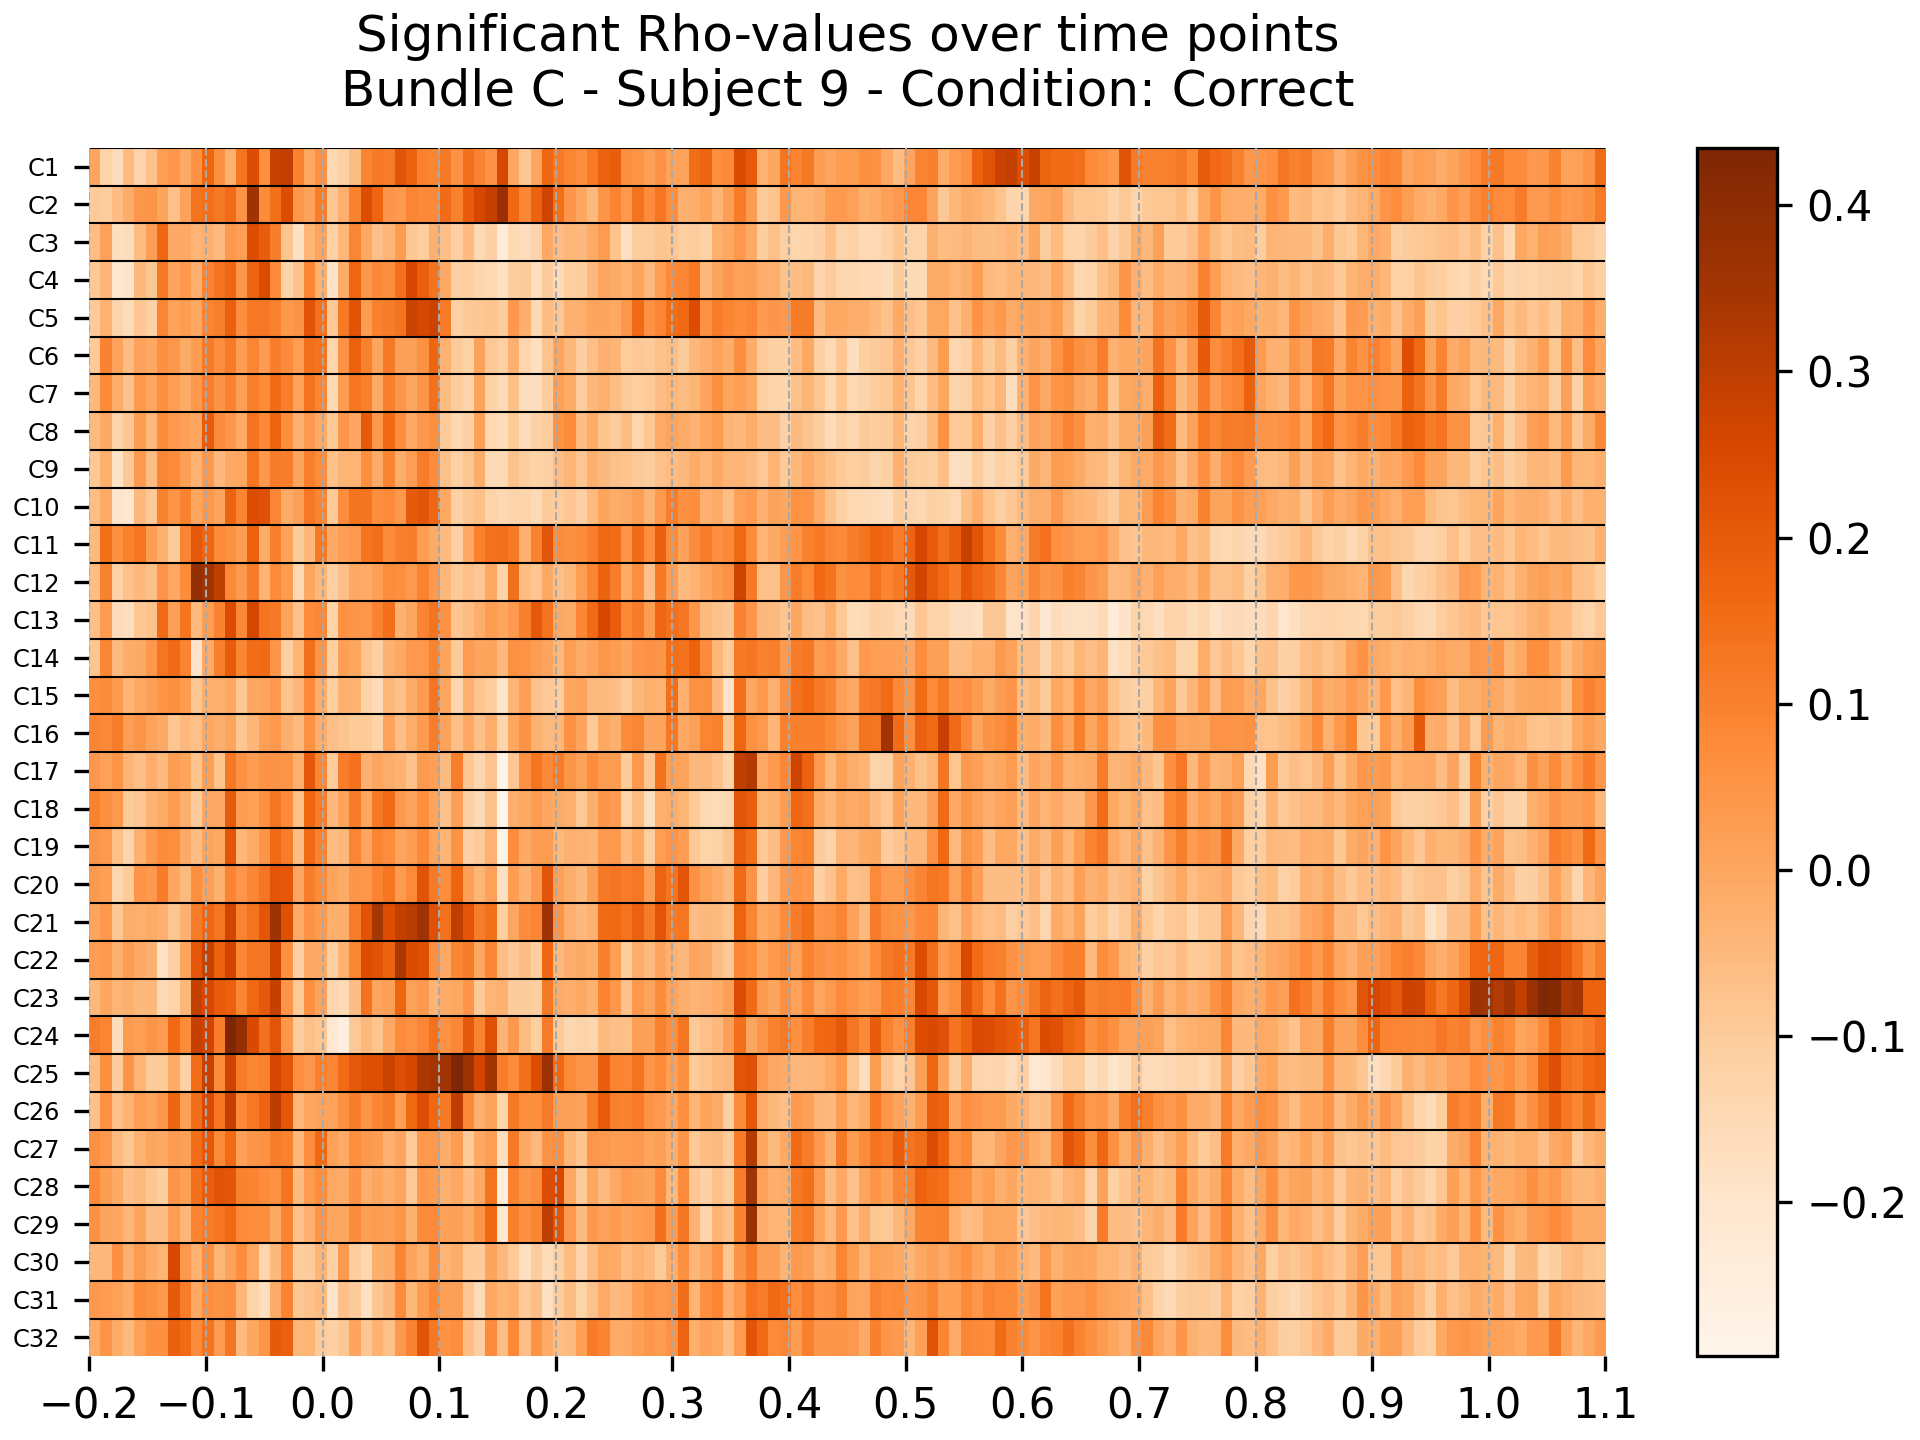 Significant Rho-values over time points
Bundle C - Subject 9 - Condition: Correct
C1
C2
C3
C4
C5
C6
C7
C8
C9
C10
C11
C12
C13
C14
C15
C16
C17
C18
C19
C20
C21
C22
C23
C24
C25
C26
C27
C28
C29
C30
C31
C32
−0.2 −0.1 0.0 0.1 0.2 0.3 0.4 0.5 0.6 0.7 0.8 0.9 1.0 1.1
0.4
0.3
0.2
0.1
0.0
−0.1
−0.2